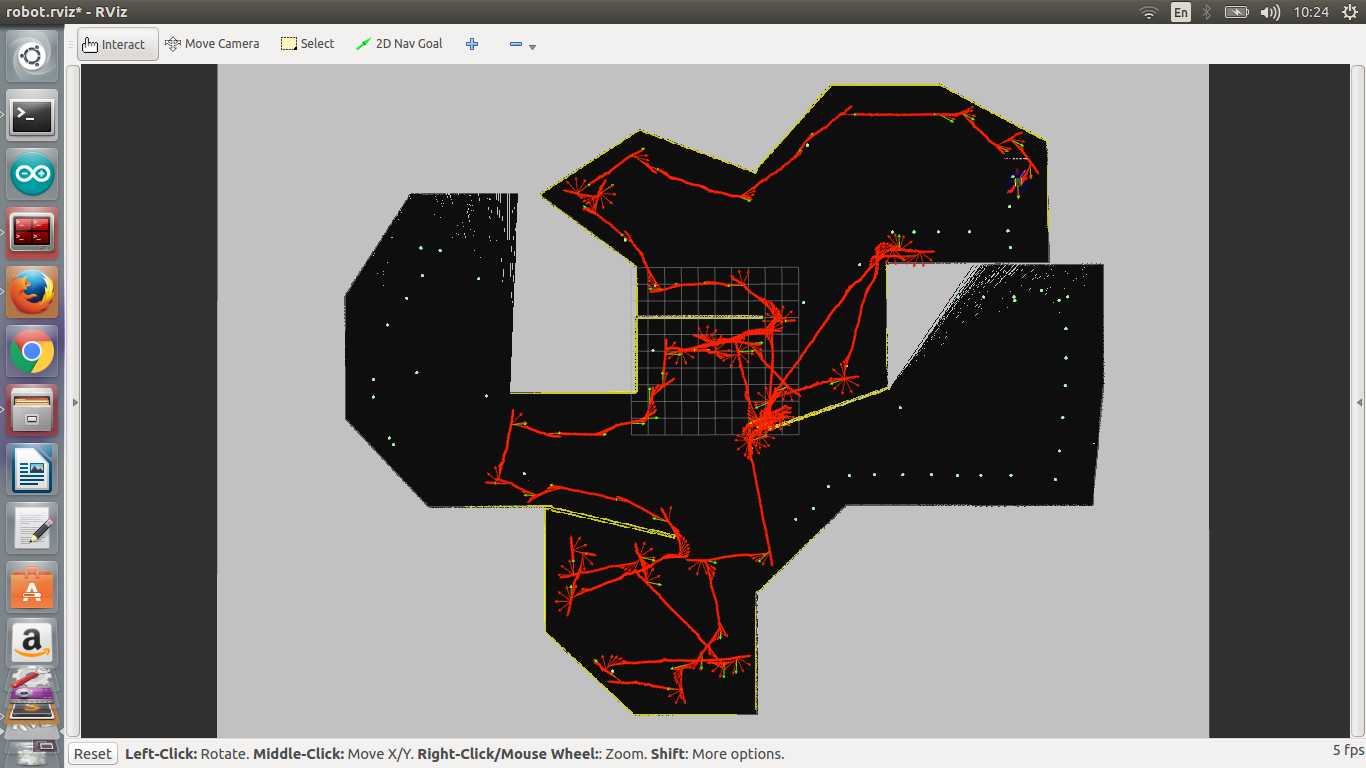 robot.rviz* - RViz
En
10:24
Interact
Move Camera
Select
2D Nav Goal
Reset
Left-Click: Rotate. Middle-Click: Move X/Y. Right-Click/Mouse Wheel:: Zoom. Shift: More options.
5 fps